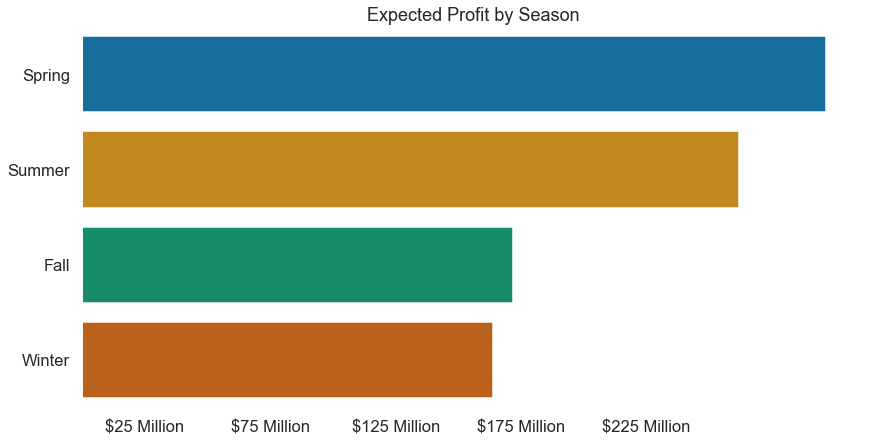 Expected Profit by Season
Spring
Summer
Fall
Winter
$25 Million $75 Million $125 Million $175 Million $225 Million